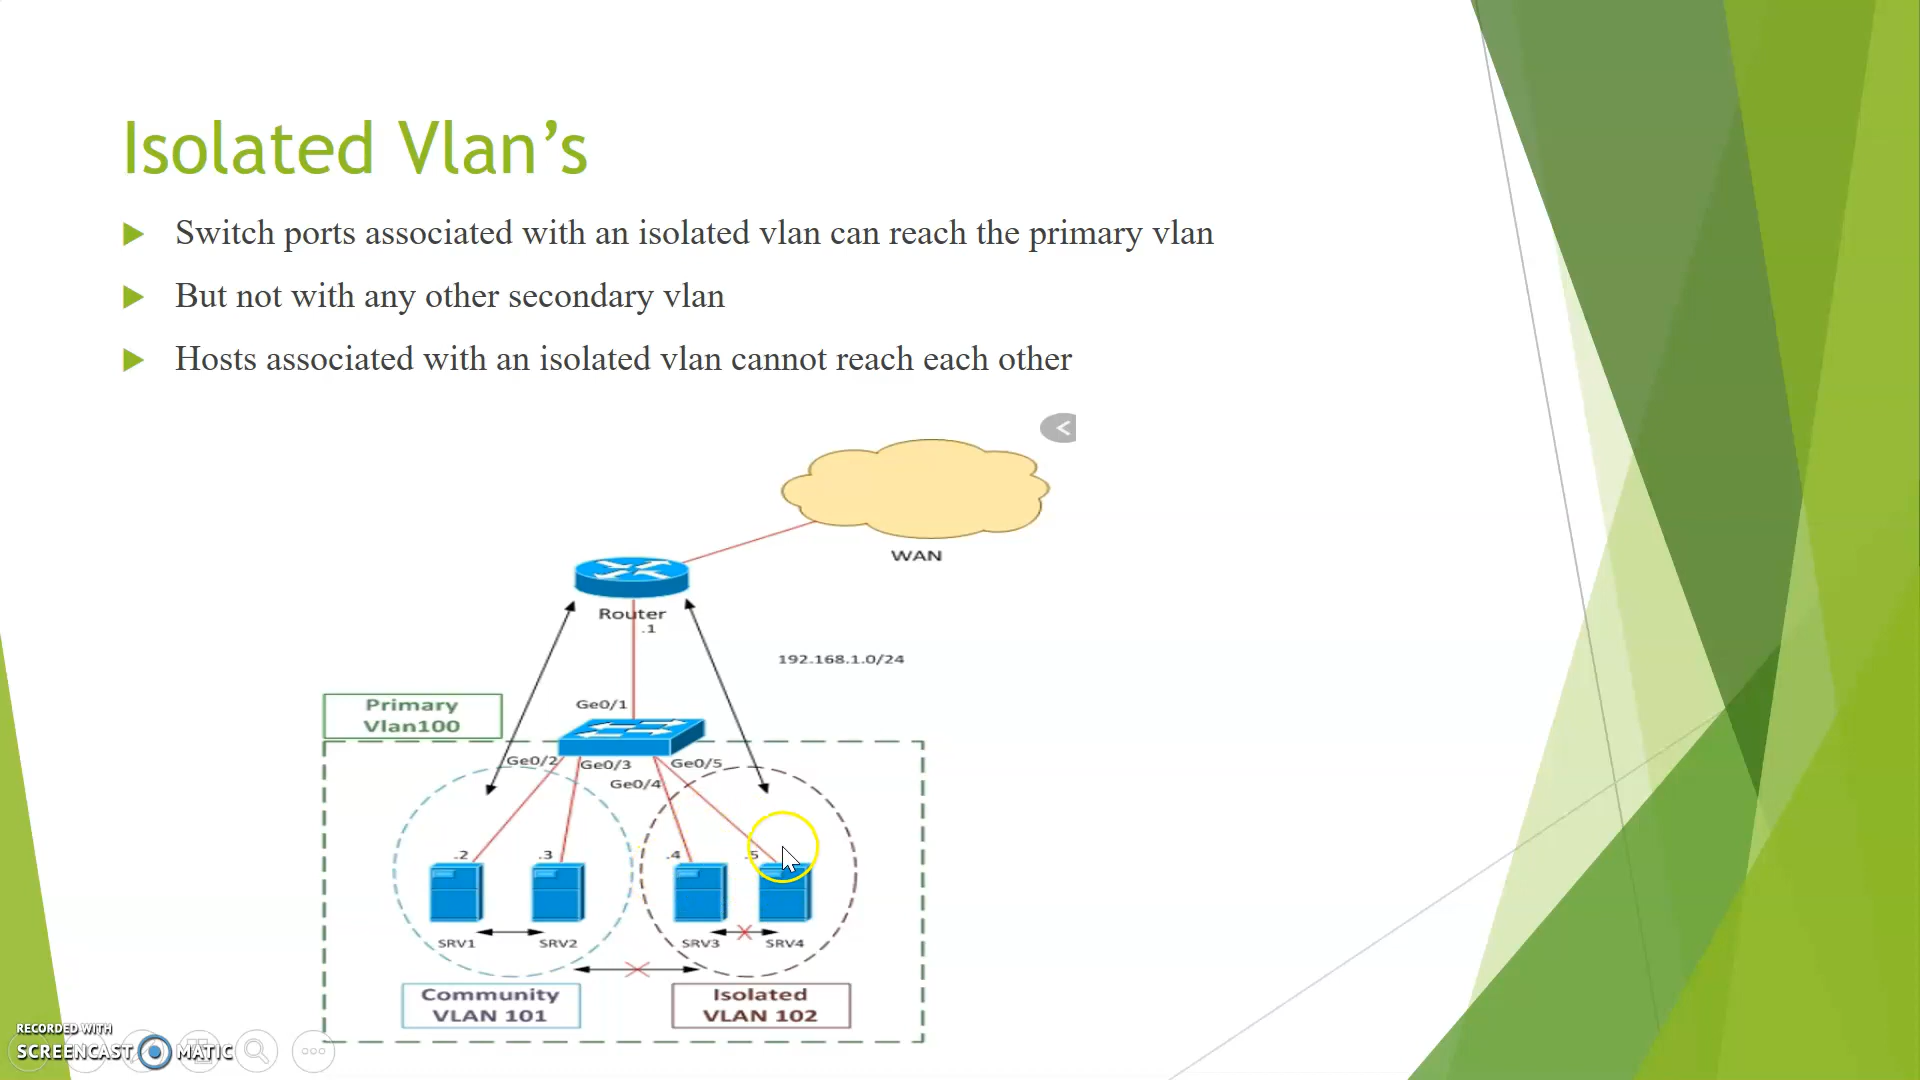 Isolated Vlan’s
Switch ports associated with an isolated vlan can reach the primary vlan
But not with any other secondary vlan
Hosts associated with an isolated vlan cannot reach each other
<
WAN
Router
.1
192.168.1.0/24
Primary
Vlan100
Ge0/1
Ge0/2
Ge0/3
Ge0/4
Ge0/5
.2
.3
.4
.5
SRV1
SRV2
SRV3
SRV4
Community
VLAN 101
Isolated
VLAN 102
RECORDED WITH
SCREENCAST MATIC